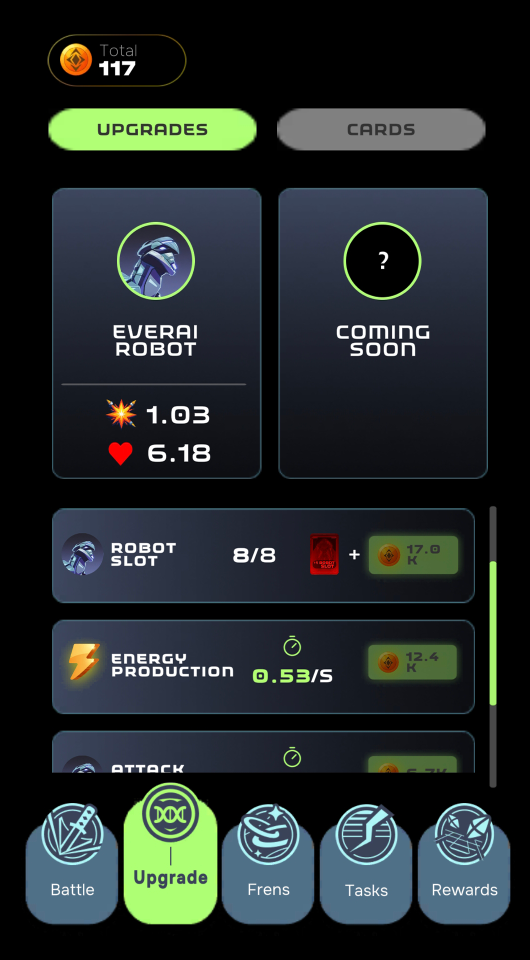 Total
117
UPGRADES
CARDS
EVERAI
ROBOT
1.03
6.18
?
COMING
SOON
ROBOT
SLOT
8/8
+
17.0
K
ENERGY
PRODUCTION
0.53/S
12.4
K
ATTACK
Battle
Upgrade
Frens
Tasks
Rewards